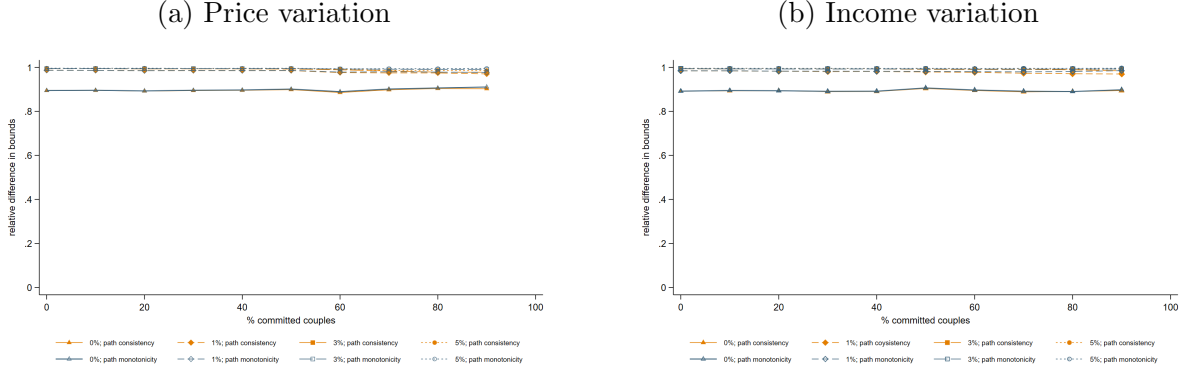 (a) Price variation
(b) Income variation
relative difference in bounds
1
.8
.6
.4
.2
0
0 20 40 60 80 100
% committed couples
0%; path consistency 1%; path consistency 3%; path consistency 5%; path consistency
0%; path monotonicity 1%; path monotonicity 3%; path monotonicity 5%; path monotonicity
relative difference in bounds
1
.8
.6
.4
.2
0
0 20 40 60 80 100
% committed couples
0%; path consistency 1%; path coysistency 3%; path consistency 5%; path consistency
0%; path monotonicity 1%; path monotonicity 3%; path monotonicity 5%; path monotonicity